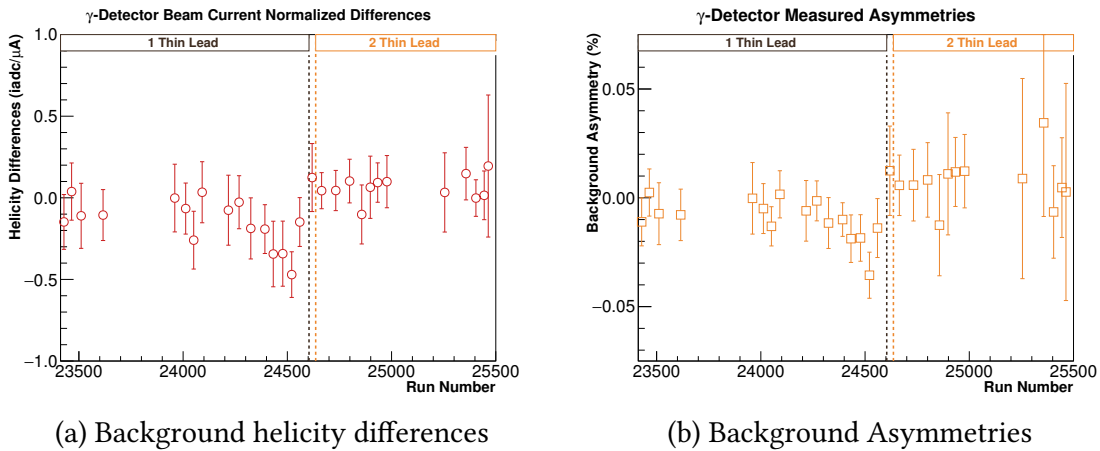 γ-Detector Beam Current Normalized Differences
Helicity Differences (iadc/μA)
1 Thin Lead
2 Thin Lead
1.0
0.5
0.0
−0.5
−1.0
23500
24000
24500
25000
25500
Run Number
(a) Background helicity differences
γ-Detector Measured Asymmetries
Background Asymmetry (%)
1 Thin Lead
2 Thin Lead
0.05
0.00
−0.05
23500
24000
24500
25000
25500
Run Number
(b) Background Asymmetries